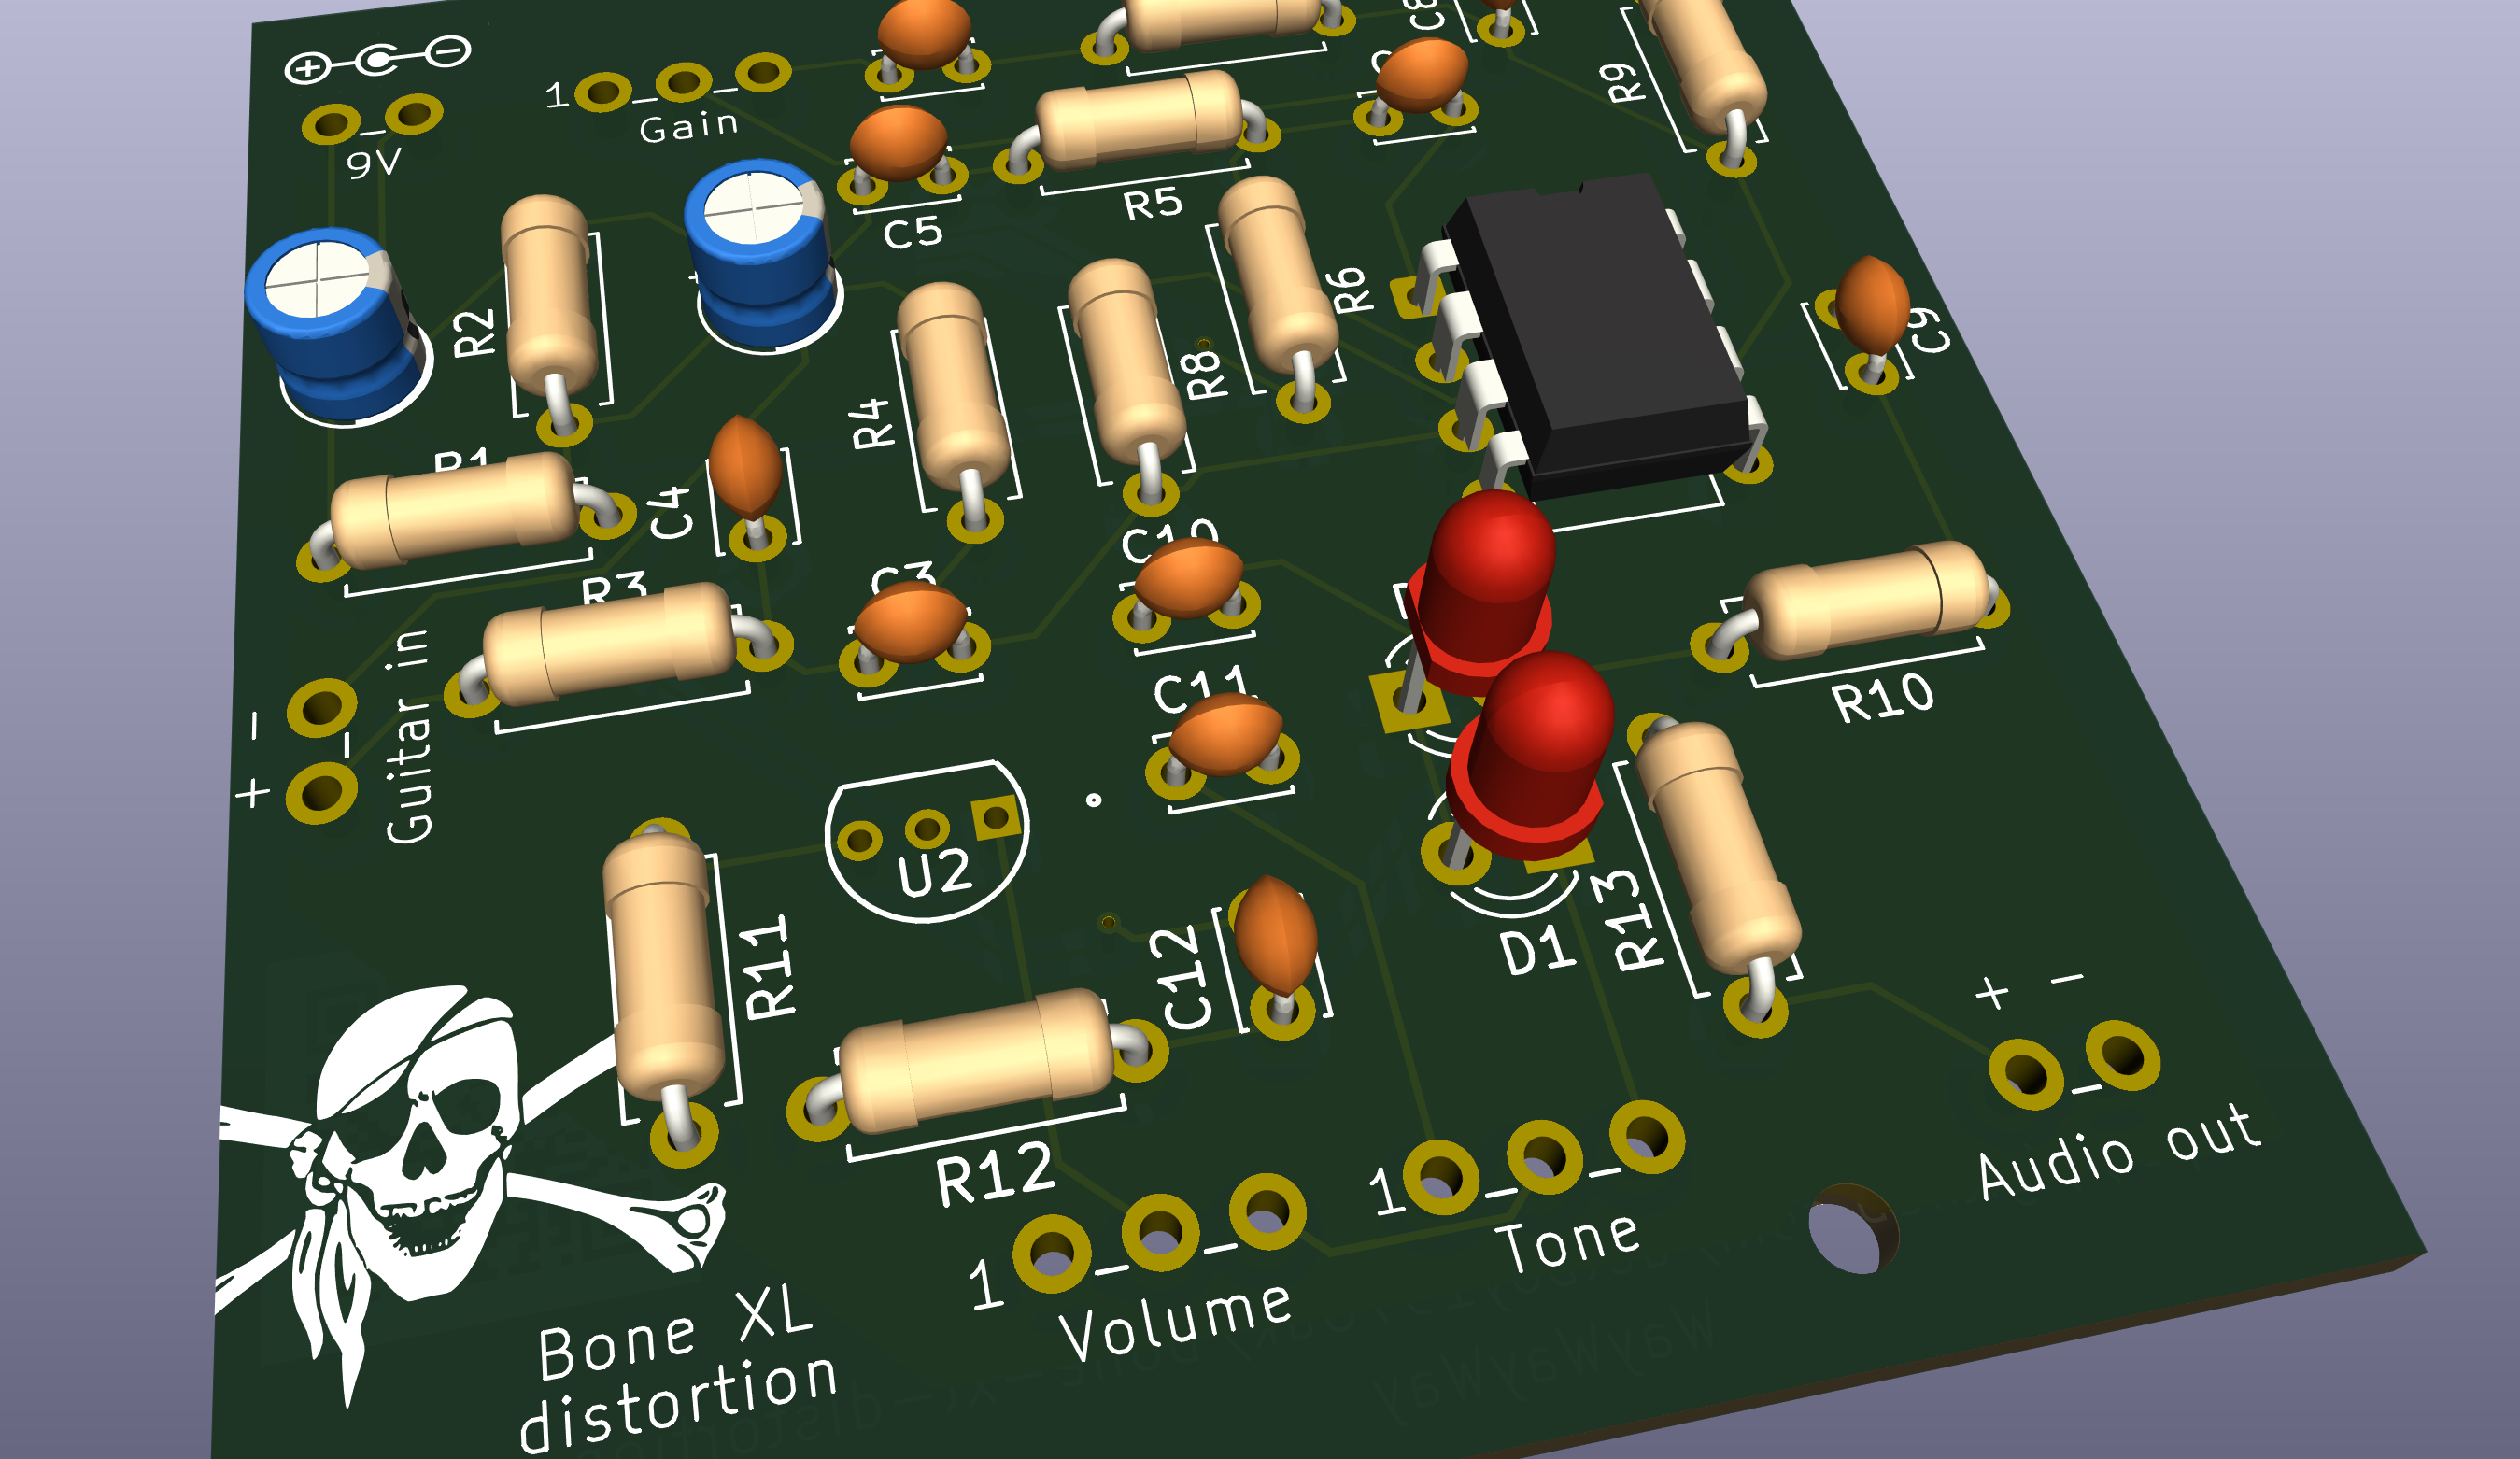 C8
R9
1
Gain
9V
C5
R5
R2
R6
R8
R4
C9
R1
C4
C10
C3
R3
Guitar in
-
+
C11
R10
U2
R11
C12
D1
R13
+ -
R12
1
Tone
Audio out
1
Volume
Bone XL
distortion